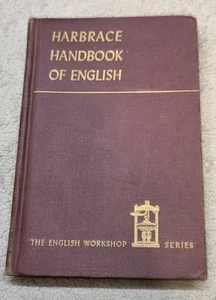 HARBRACE
HANDBOOK
OF ENGLISH
THE ENGLISH WORKSHOP SERIES